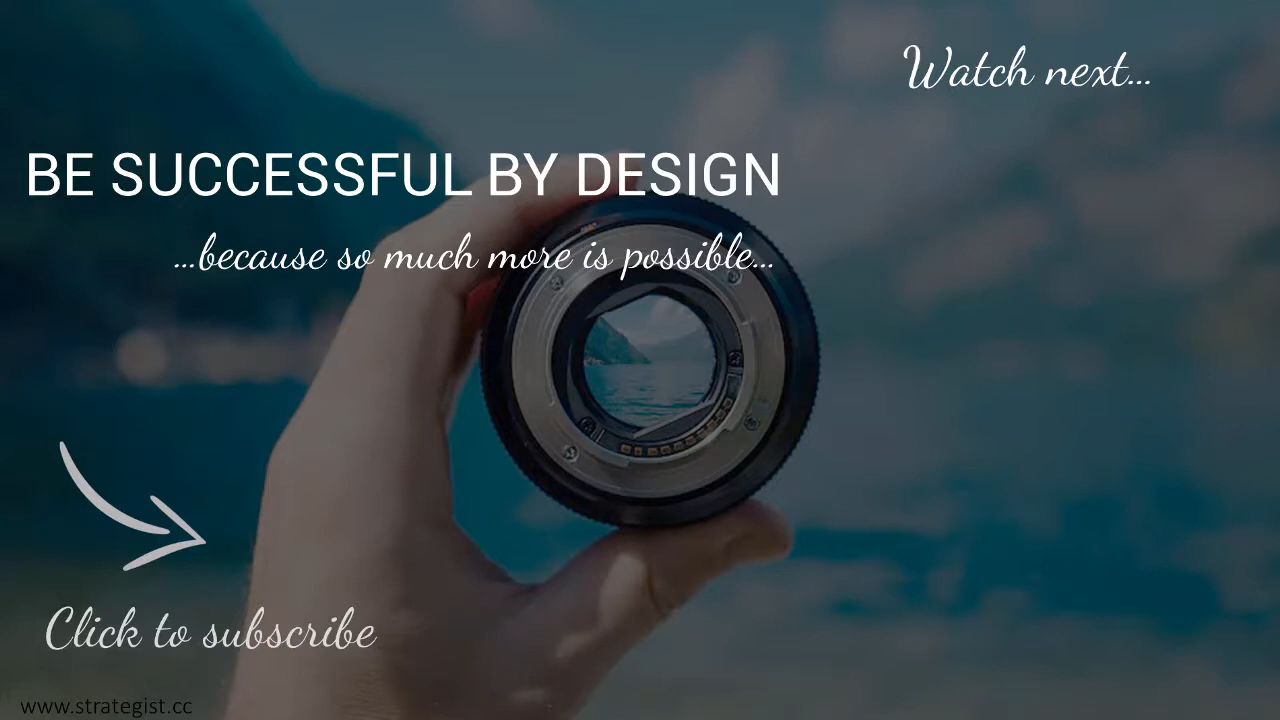 Watch next...
BE SUCCESSFUL BY DESIGN
...because so much more is possible...
Click to subscribe
www.strategist.cc